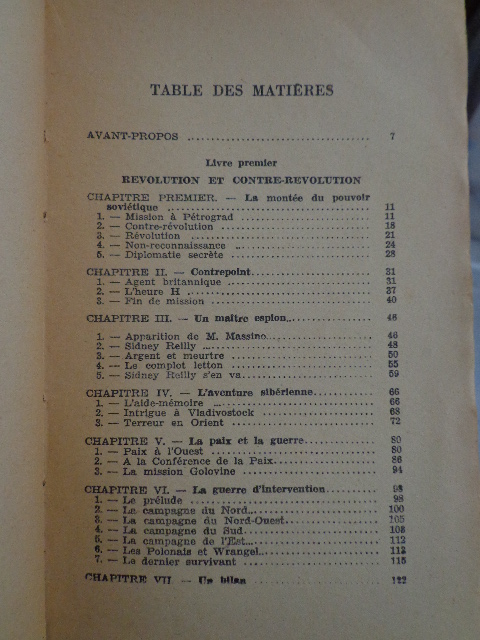 TABLE DES MATIÈRES
AVANT-PROPOS .................................. 7
Livre premier
REVOLUTION ET CONTRE-REVOLUTION
CHAPITRE PREMIER. — La montée du pouvoir
soviétique .................................. 11
1. — Mission à Pétrograd .................................. 11
2. — Contre-révolution .................................. 18
3. — Révolution .................................. 21
4. — Non-reconnaissance .................................. 24
5. — Diplomatie secrète .................................. 28
CHAPITRE II. — Contrepoint .................................. 31
1. — Agent britannique .................................. 31
2. — L'heure H .................................. 37
3. — Fin de mission .................................. 40
CHAPITRE III. — Un maître espion .................................. 46
1. — Apparition de M. Massino .................................. 46
2. — Sidney Reilly .................................. 48
3. — Argent et meurtre .................................. 50
4. — Le complot letton .................................. 55
5. — Sidney Reilly s'en va .................................. 59
CHAPITRE IV. — L'Aventure sibérienne .................................. 66
1. — L'aide-mémoire .................................. 66
2. — Intrigue à Vladivostock .................................. 68
3. — Terreur en Orient .................................. 72
CHAPITRE V. — La paix et la guerre .................................. 80
1. — Paix à l'Ouest .................................. 80
2. — A la Conférence de la Paix .................................. 86
3. — La mission Golovine .................................. 94
CHAPITRE VI. — La guerre d'intervention .................................. 98
1. — Le prélude .................................. 98
2. — La campagne du Nord .................................. 100
3. — La campagne du Nord-Ouest .................................. 105
4. — La campagne du Sud .................................. 108
5. — La campagne de l'Est .................................. 112
6. — Les Polonais et Wrangel .................................. 113
7. — Le dernier survivant .................................. 115
CHAPITRE VII — Un bilan .................................. 122